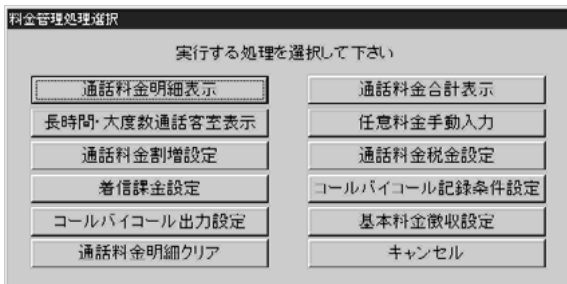 料金管理処理選択
実行する処理を選択して下さい
通話料金明細表示
通話料金合計表示
長時間・大度数通話客室表示
任意料金手動入力
通話料金割増設定
通話料金税金設定
着信課金設定
コールバイコール記録条件設定
コールバイコール出力設定
基本料金徴収設定
通話料金明細クリア
キャンセル